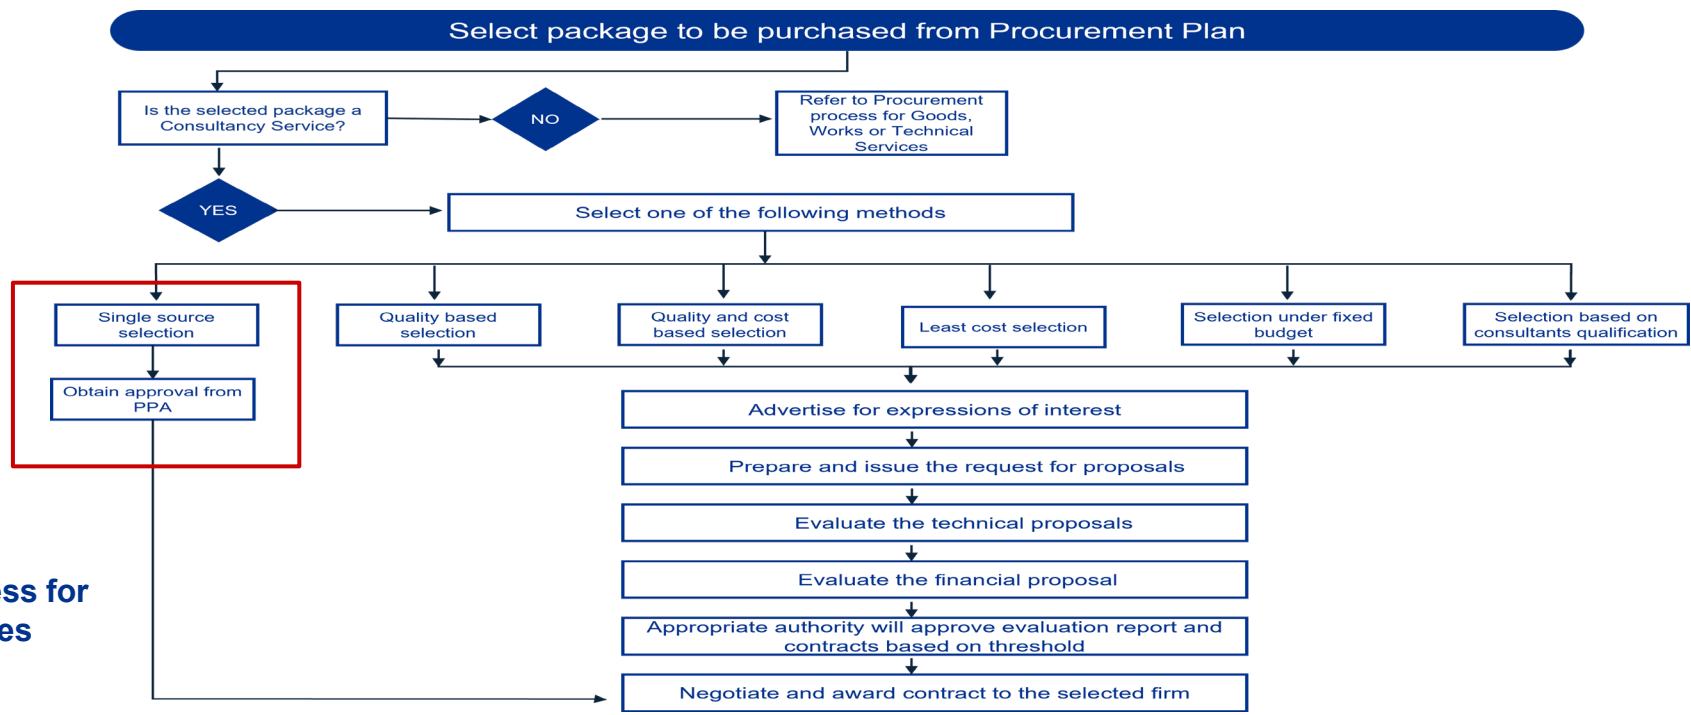 Select package to be purchased from Procurement Plan
Is the selected package a
Consultancy Service?
NO
Refer to Procurement
process for Goods,
Works or Technical
Services
YES
Select one of the following methods
Single source
selection
Quality based
selection
Quality and cost
based selection
Least cost selection
Selection under fixed
budget
Selection based on
consultants qualification
Obtain approval from
PPA
Advertise for expressions of interest
Prepare and issue the request for proposals
Evaluate the technical proposals
Evaluate the financial proposal
Appropriate authority will approve evaluation report and
contracts based on threshold
Negotiate and award contract to the selected firm
for